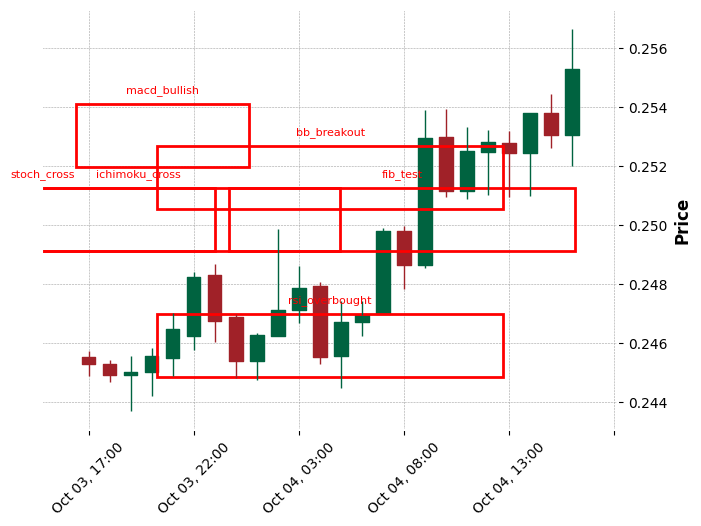 macd_bullish
bb_breakout
stoch_cross
ichimoku_cross
fib_test
rsi_overbought
0.256
0.254
0.252
0.250
0.248
0.246
0.244
Price
Oct 03, 17:00
Oct 03, 22:00
Oct 04, 03:00
Oct 04, 08:00
Oct 04, 13:00